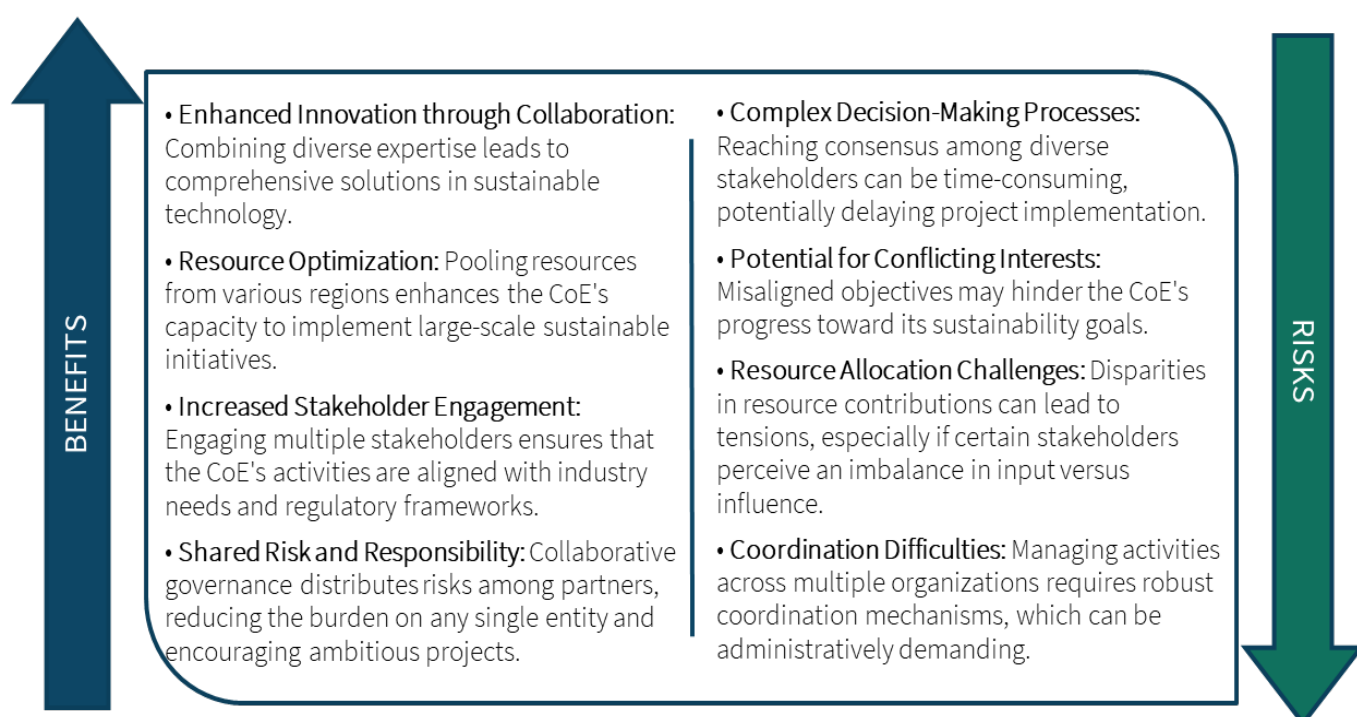 BENEFITS
• Enhanced Innovation through Collaboration:
Combining diverse expertise leads to
comprehensive solutions in sustainable
technology.
• Resource Optimization: Pooling resources
from various regions enhances the CoE's
capacity to implement large-scale sustainable
initiatives.
• Increased Stakeholder Engagement:
Engaging multiple stakeholders ensures that
the CoE's activities are aligned with industry
needs and regulatory frameworks.
• Shared Risk and Responsibility: Collaborative
governance distributes risks among partners,
reducing the burden on any single entity and
encouraging ambitious projects.
• Complex Decision-Making Processes:
Reaching consensus among diverse
stakeholders can be time-consuming,
potentially delaying project implementation.
• Potential for Conflicting Interests:
Misaligned objectives may hinder the CoE's
progress toward its sustainability goals.
• Resource Allocation Challenges: Disparities
in resource contributions can lead to
tensions, especially if certain stakeholders
perceive an imbalance in input versus
influence.
• Coordination Difficulties: Managing activities
across multiple organizations requires robust
coordination mechanisms, which can be
administratively demanding.
RISKS